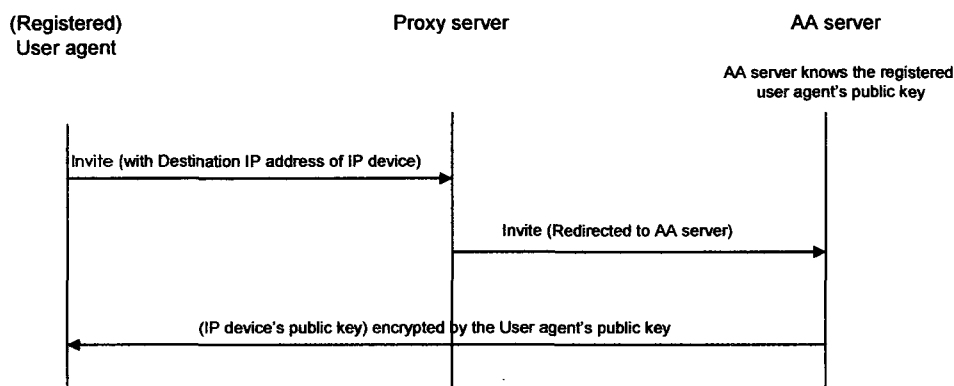 (Registered)
User agent
Proxy server
AA server
AA server knows the registered
user agent's public key
Invite (with Destination IP address of IP device)
Invite (Redirected to AA server)
(IP device's public key) encrypted by the User agent's public key